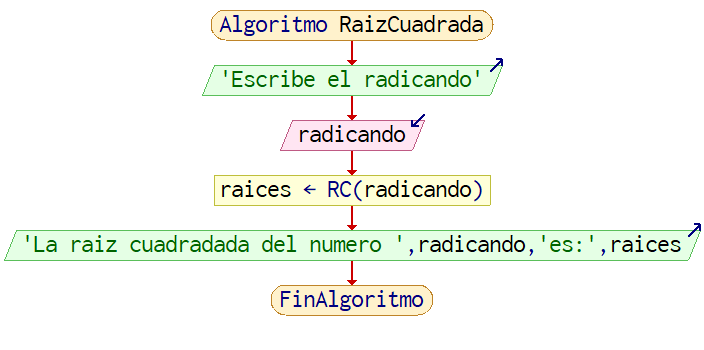 Algoritmo RaizCuadrada
'Escribe el radicando'
radicando
raices ← RC(radicando)
'La raiz cuadradada del numero ',radicando,'es:',raices
FinAlgoritmo